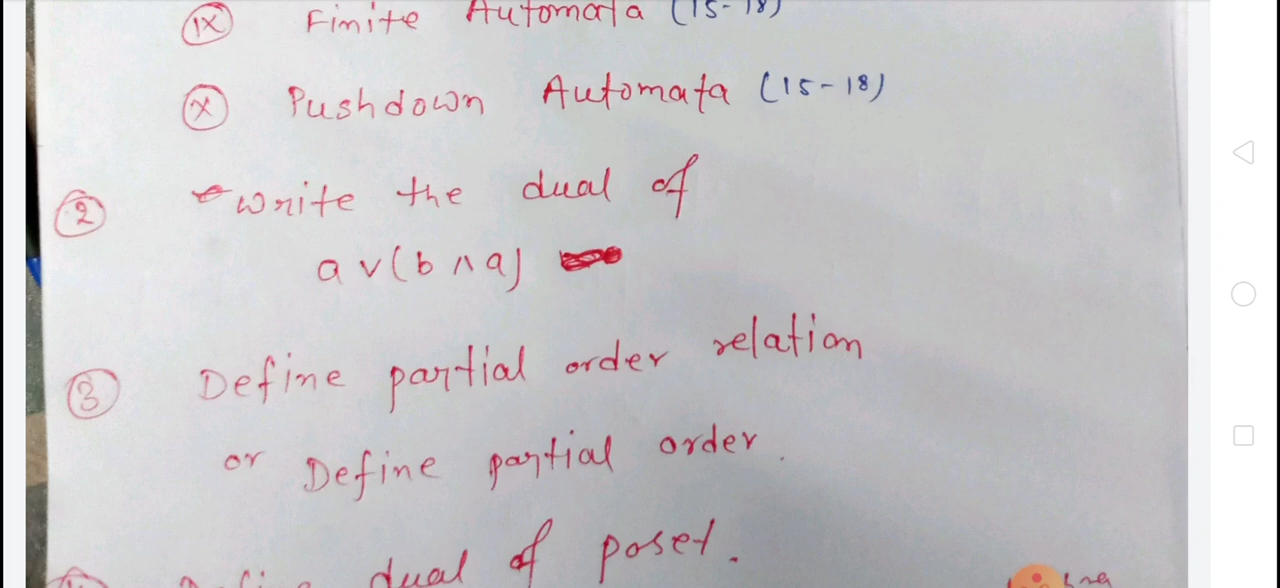 (ix) Finite Automata (15-18)
(x) Pushdown Automata (15-18)
(2) write the dual of
a ∨ (b ∧ a)
(3) Define partial order relation
or Define partial order.
dual of poset.